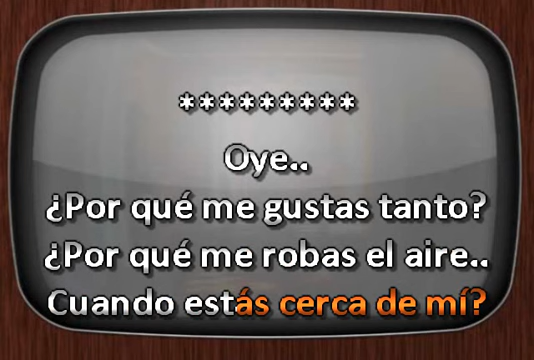 *********
Oye..
¿Por qué me gustas tanto?
¿Por qué me robas el aire..
Cuando estás cerca de mí?